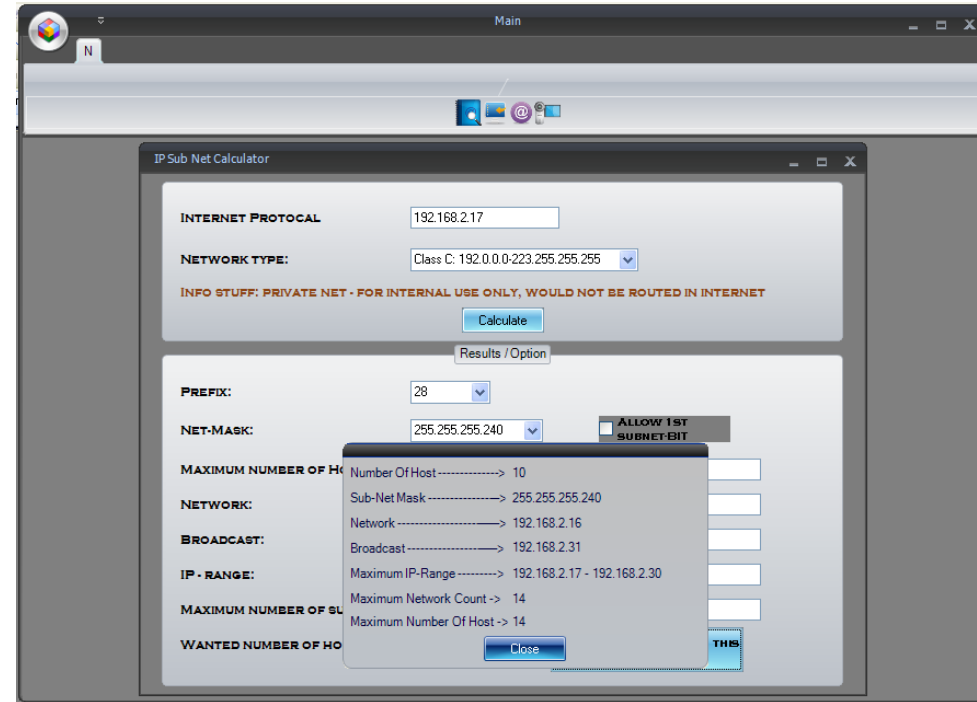 Main
N
IP Sub Net Calculator
INTERNET PROTOCAL 192.168.2.17
NETWORK TYPE: Class C: 192.0.0.0-223.255.255.255
INFO STUFF: PRIVATE NET - FOR INTERNAL USE ONLY, WOULD NOT BE ROUTED IN INTERNET
Calculate
Results / Option
PREFIX: 28
NET-MASK: 255.255.255.240
ALLOW 1ST
SUBNET-BIT
MAXIMUM NUMBER OF
NETWORK:
BROADCAST:
IP - RANGE:
MAXIMUM NUMBER OF
WANTED NUMBER OF
THIS
Number Of Host --------------> 10
Sub-Net Mask ----------------> 255.255.255.240
Network -----------------------> 192.168.2.16
Broadcast --------------------> 192.168.2.31
Maximum IP-Range ---------> 192.168.2.17 - 192.168.2.30
Maximum Network Count -> 14
Maximum Number Of Host -> 14
Close